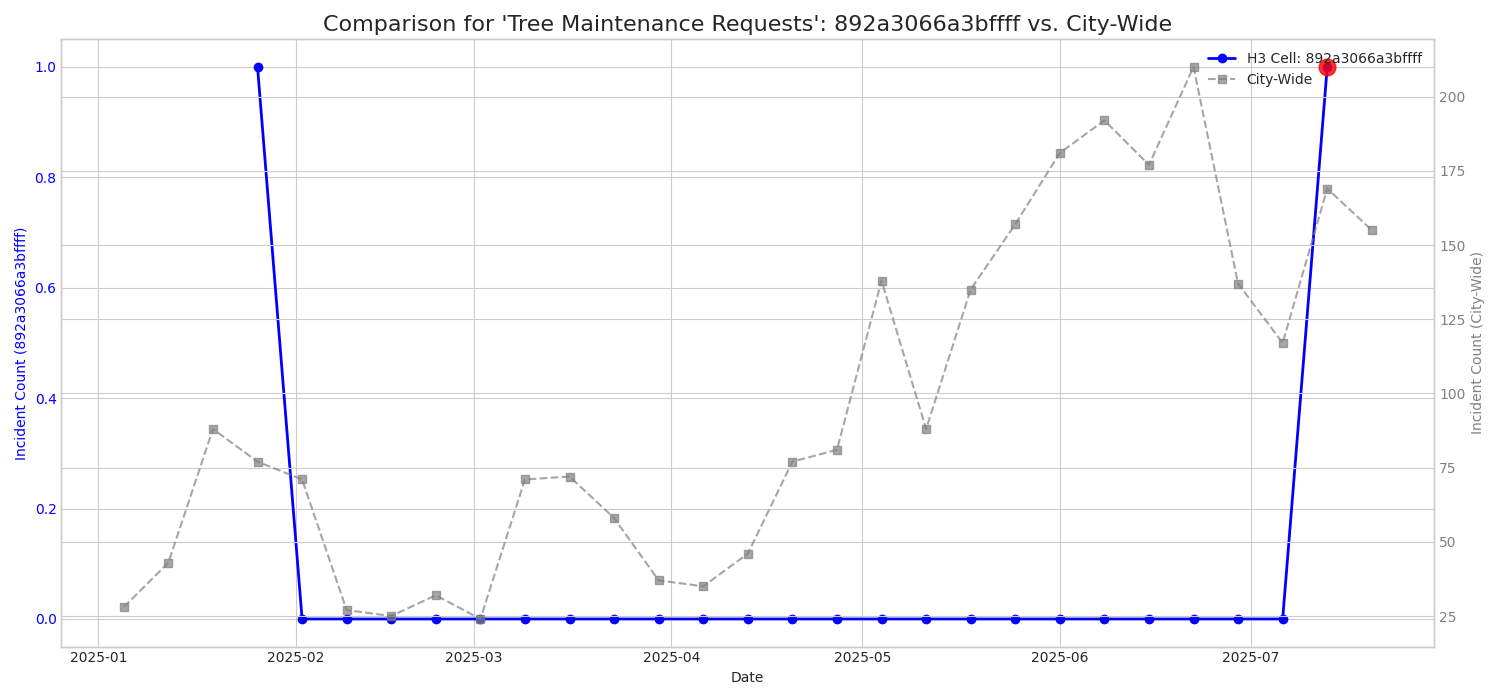 Comparison for 'Tree Maintenance Requests': 892a3066a3bffff vs. City-Wide
H3 Cell: 892a3066a3bffff
City-Wide
Incident Count (892a3066a3bffff)
1.0
0.8
0.6
0.4
0.2
0.0
200
175
150
125
100
75
50
25
Incident Count (City-Wide)
2025-01 2025-02 2025-03 2025-04 2025-05 2025-06 2025-07
Date